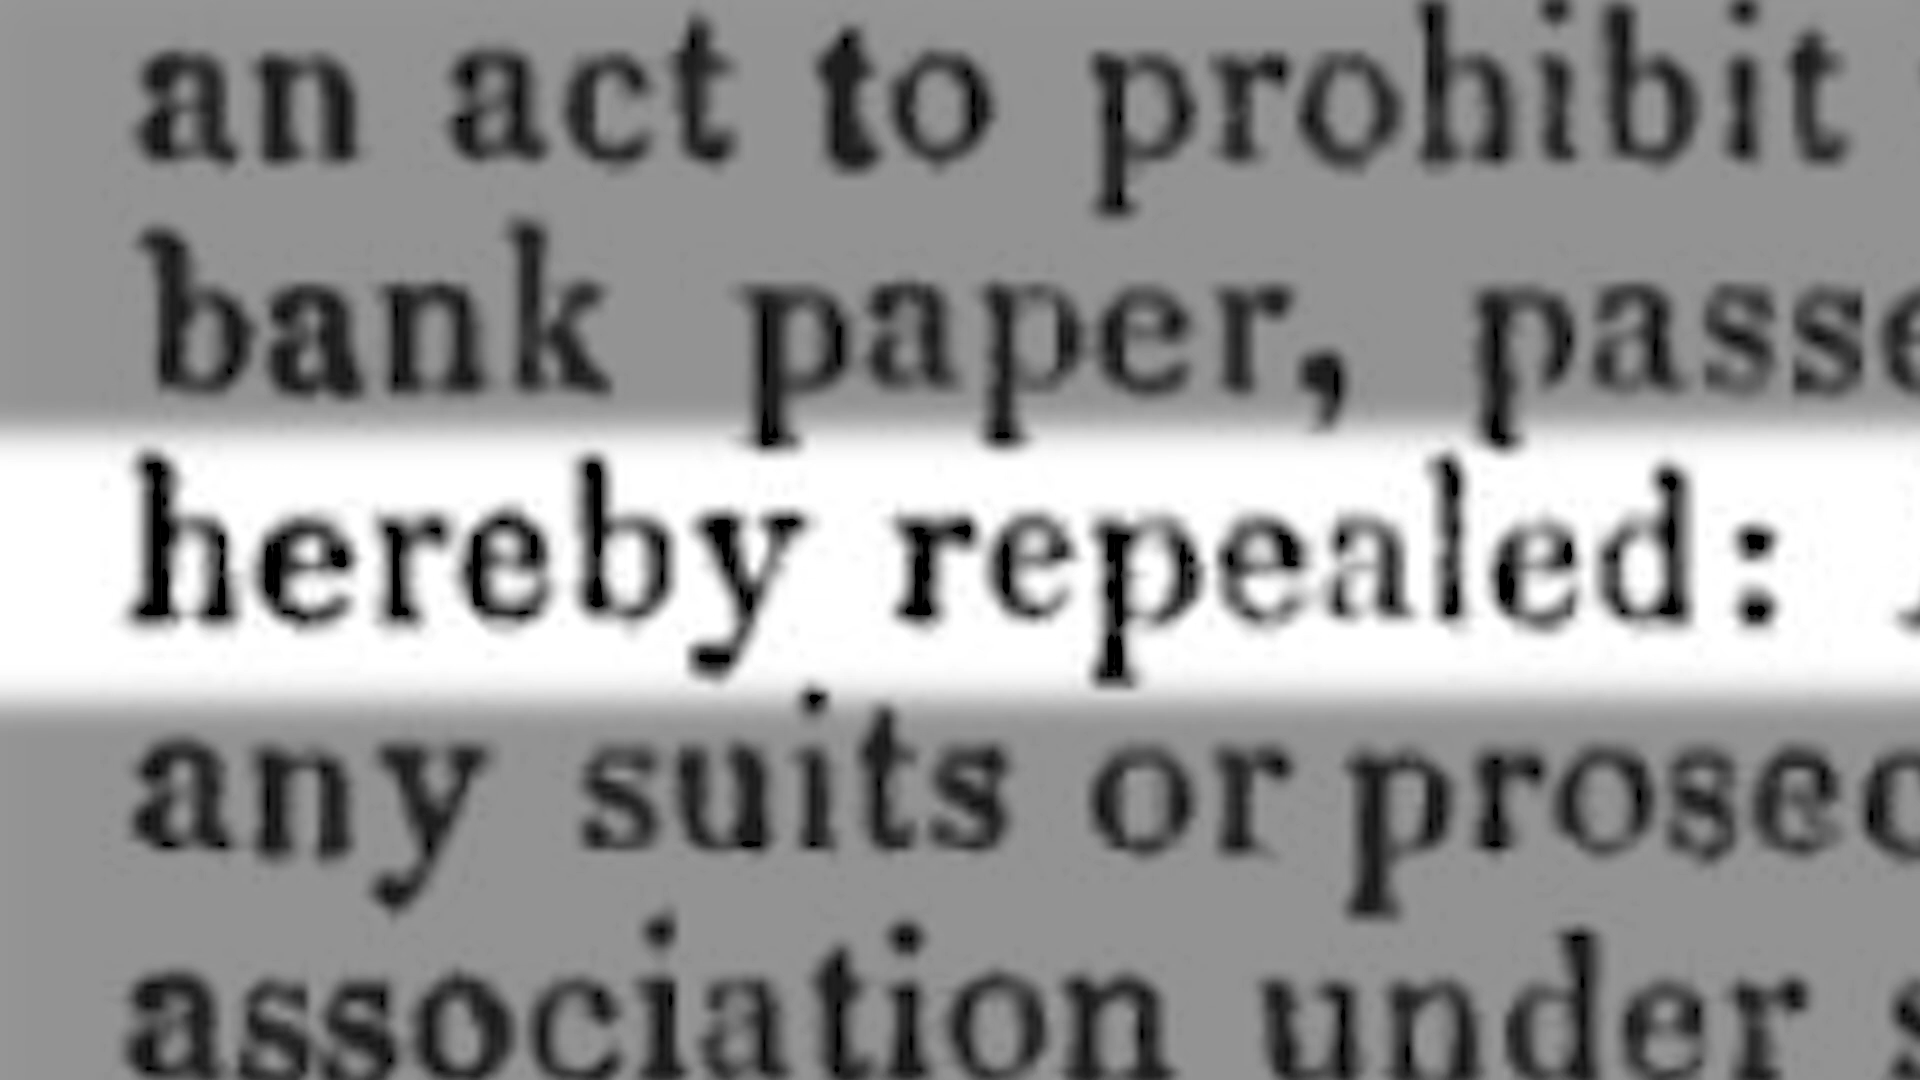 an act to prohibit
bank paper, passe
hereby repealed:
any suits or prosec
association under s